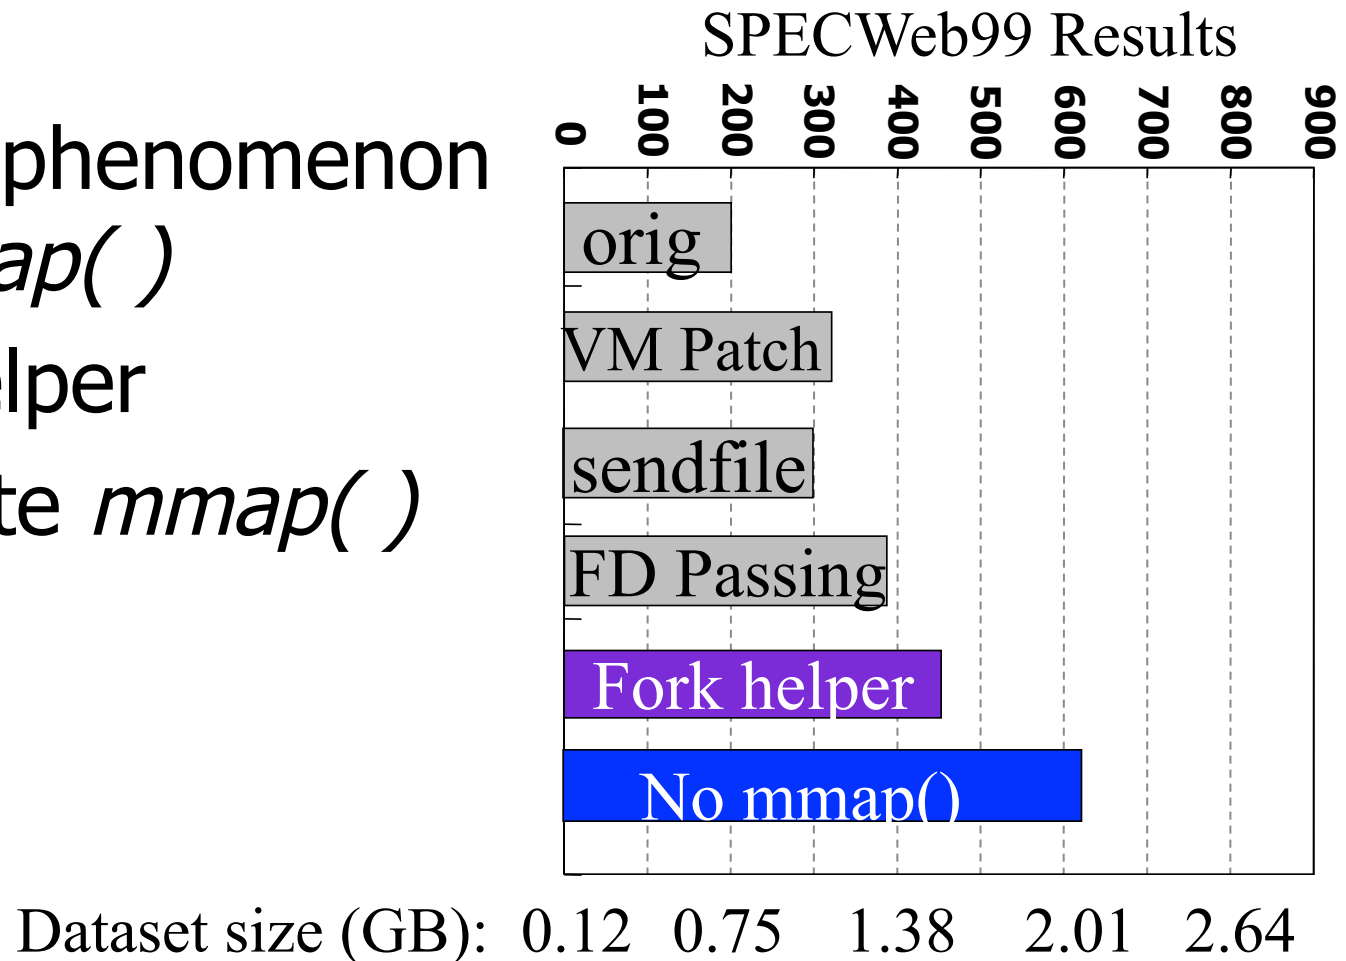 phenomenon
ap( )
elper
te mmap( )
SPECWeb99 Results
0 100 200 300 400 500 600 700 800 900
orig
VM Patch
sendfile
FD Passing
Fork helper
No mmap()
Dataset size (GB): 0.12 0.75 1.38 2.01 2.64